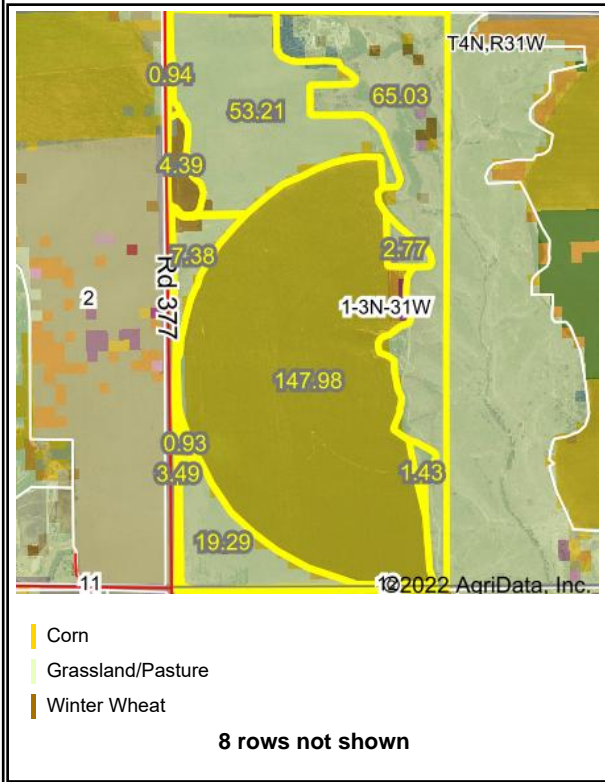 T4N,R31W
0.94
53.21
65.03
4.39
7.38
2.77
Rd 377
2
1-3N-31W
147.98
0.93
3.49
1.43
19.29
11
12
©2022 AgriData, Inc.
Corn
Grassland/Pasture
Winter Wheat
8 rows not shown